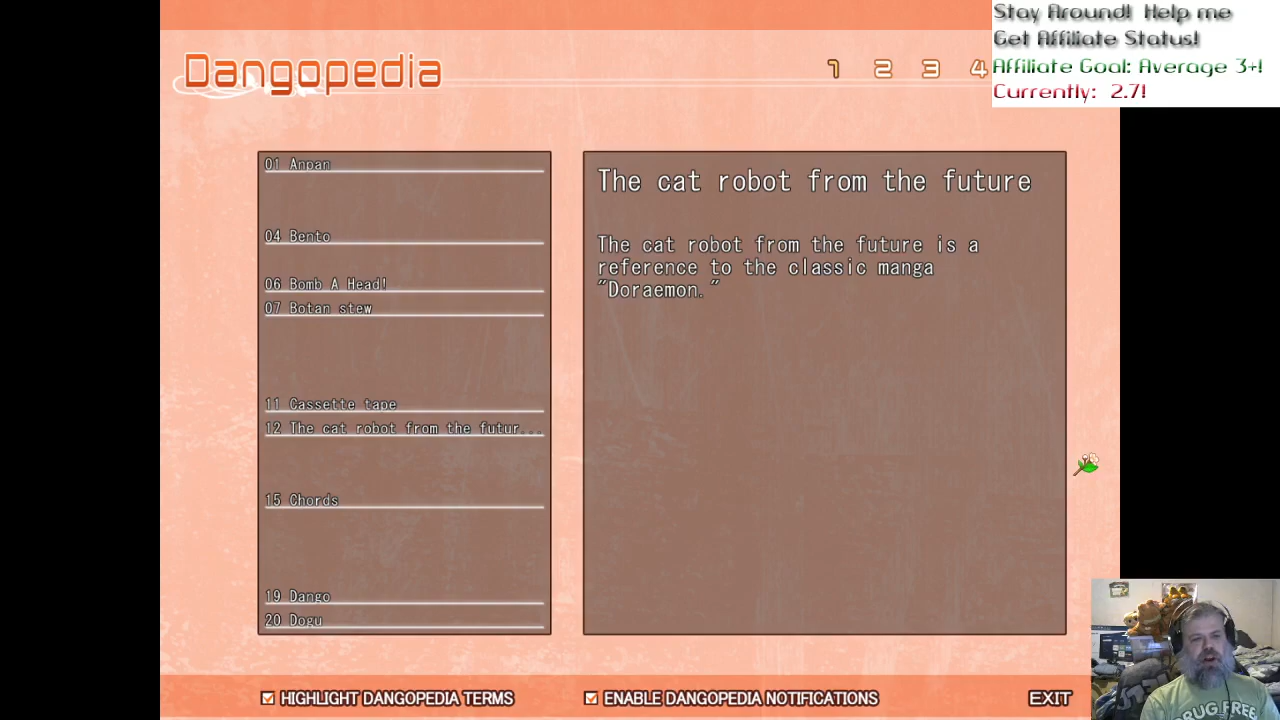 Stay Around! Help me
Get Affiliate Status!
Affiliate Goal: Average 3+!
Currently: 2.7!
Dangopedia
1 2 3 4
01 Anpan
04 Bento
06 Bomb A Head!
07 Botan stew
11 Cassette tape
12 The cat robot from the futur...
15 Chords
19 Dango
20 Dogu
The cat robot from the future
The cat robot from the future is a
reference to the classic manga
"Doraemon."
HIGHLIGHT DANGOPEDIA TERMS
ENABLE DANGOPEDIA NOTIFICATIONS
EXIT
DRUG FREE